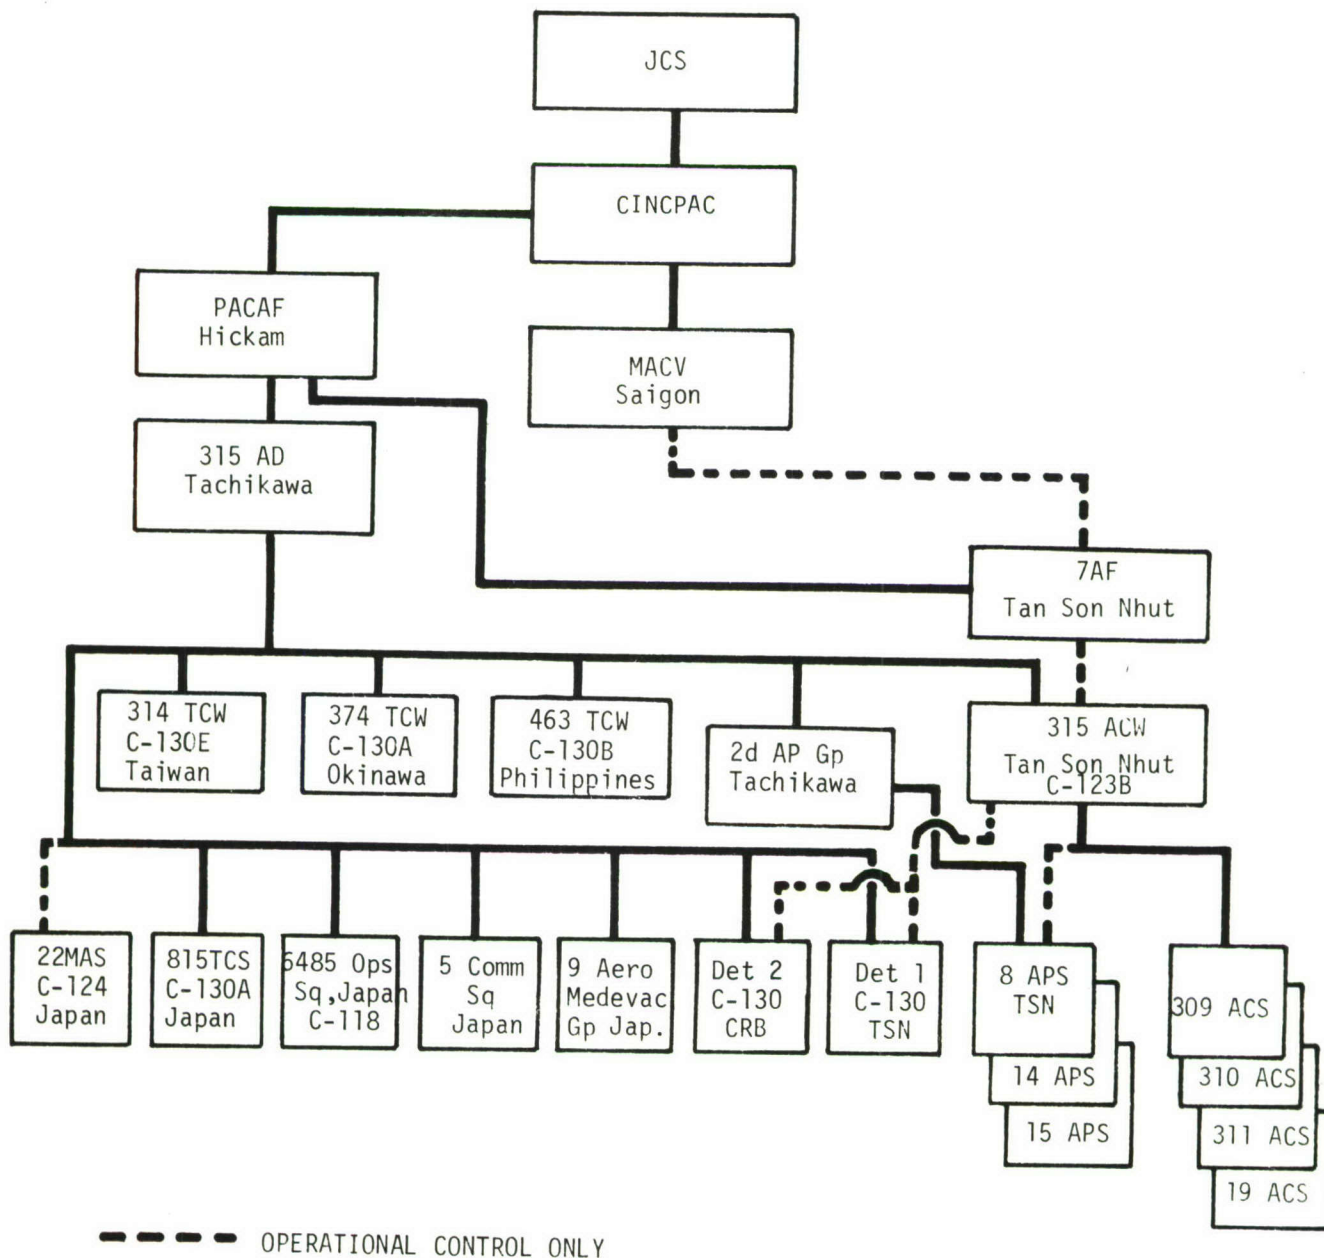 JCS
CINCPAC
PACAF
Hickam
MACV
Saigon
315 AD
Tachikawa
7AF
Tan Son Nhut
314 TCW
C-130E
Taiwan
374 TCW
C-130A
Okinawa
463 TCW
C-130B
Philippines
2d AP Gp
Tachikawa
315 ACW
Tan Son Nhut
C-123B
22MAS
C-124
Japan
815TCS
C-130A
Japan
6485 Ops
Sq,Japan
C-118
5 Comm
Sq
Japan
9 Aero
Medevac
Gp Jap.
Det 2
C-130
CRB
Det 1
C-130
TSN
8 APS
TSN
14 APS
15 APS
309 ACS
310 ACS
311 ACS
19 ACS
OPERATIONAL CONTROL ONLY